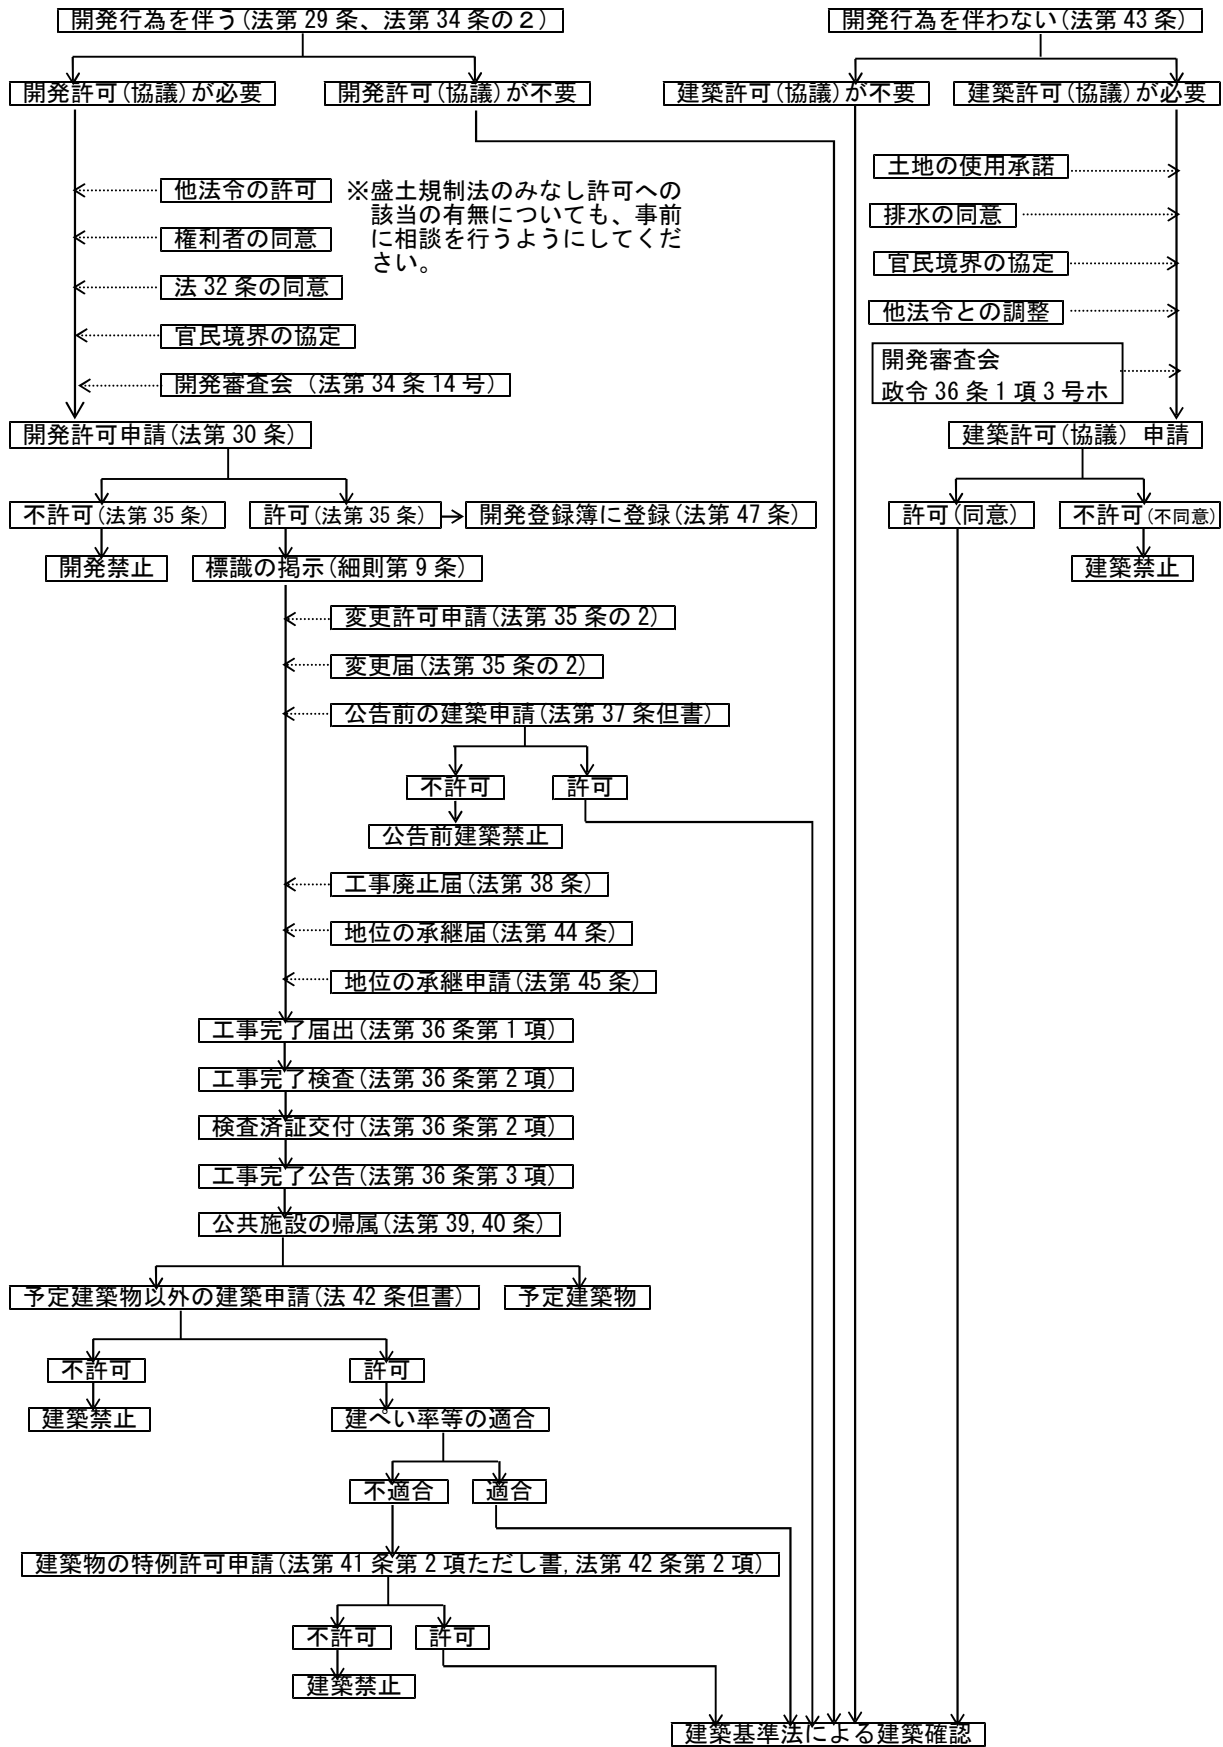 開発行為を伴う(法第29条、法第34条の２)
開発行為を伴わない(法第43条)
開発許可(協議)が必要
開発許可(協議)が不要
建築許可(協議)が不要
建築許可(協議)が必要
他法令の許可
権利者の同意
法32条の同意
官民境界の協定
開発審査会（法第34条14号）
※盛土規制法のみなし許可への
該当の有無についても、事前
に相談を行うようにしてくだ
さい。
土地の使用承諾
排水の同意
官民境界の協定
他法令との調整
開発審査会
政令36条1項3号ホ
開発許可申請(法第30条)
建築許可(協議）申請
不許可(法第35条)
許可(法第35条)
開発登録簿に登録(法第47条)
許可(同意)
不許可(不同意)
開発禁止
標識の掲示(細則第9条)
建築禁止
変更許可申請(法第35条の2)
変更届(法第35条の2)
公告前の建築申請(法第37条但書)
不許可
許可
公告前建築禁止
工事廃止届(法第38条)
地位の承継届(法第44条)
地位の承継申請(法第45条)
工事完了届出(法第36条第1項)
工事完了検査(法第36条第2項)
検査済証交付(法第36条第2項)
工事完了公告(法第36条第3項)
公共施設の帰属(法第39,40条)
予定建築物以外の建築申請(法42条但書)
予定建築物
不許可
許可
建築禁止
建ぺい率等の適合
不適合
適合
建築物の特例許可申請(法第41条第2項ただし書,法第42条第2項)
不許可
許可
建築禁止
建築基準法による建築確認